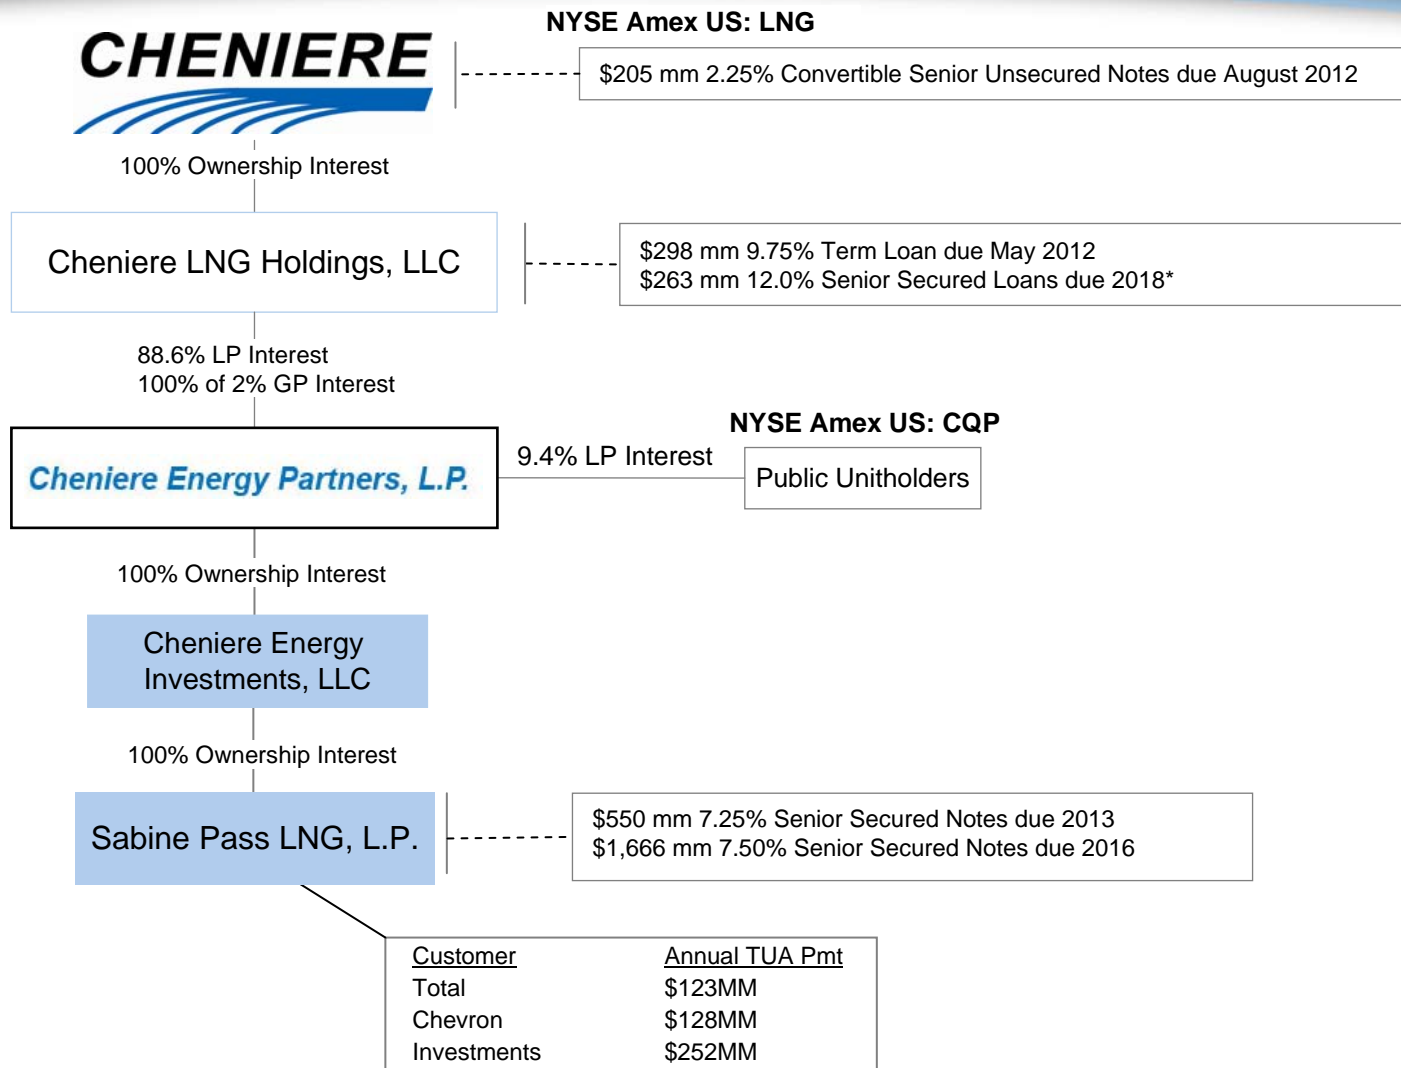 NYSE Amex US: LNG
CHENIERE
$205 mm 2.25% Convertible Senior Unsecured Notes due August 2012
100% Ownership Interest
Cheniere LNG Holdings, LLC
$298 mm 9.75% Term Loan due May 2012
$263 mm 12.0% Senior Secured Loans due 2018*
88.6% LP Interest
100% of 2% GP Interest
NYSE Amex US: CQP
Cheniere Energy Partners, L.P.
9.4% LP Interest
Public Unitholders
100% Ownership Interest
Cheniere Energy
Investments, LLC
100% Ownership Interest
Sabine Pass LNG, L.P.
$550 mm 7.25% Senior Secured Notes due 2013
$1,666 mm 7.50% Senior Secured Notes due 2016
Customer Annual TUA Pmt
Total $123MM
Chevron $128MM
Investments $252MM